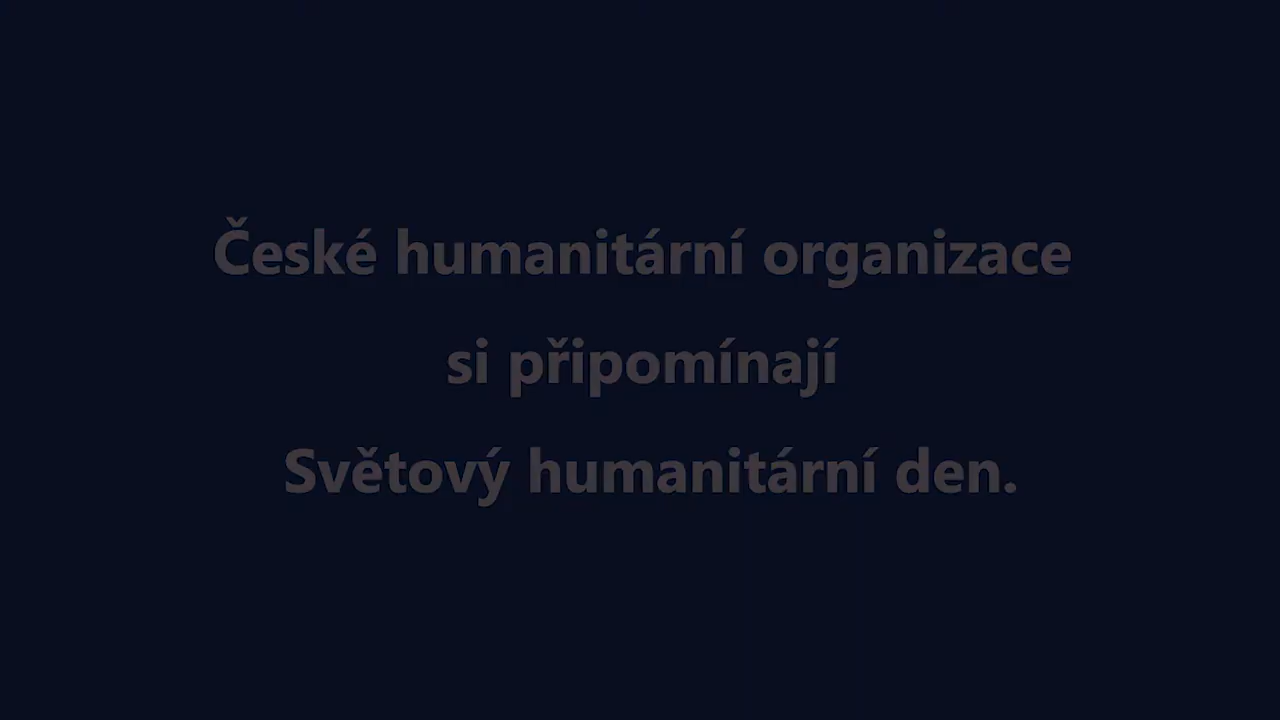 České humanitární organizace
si připomínají
Světový humanitární den.